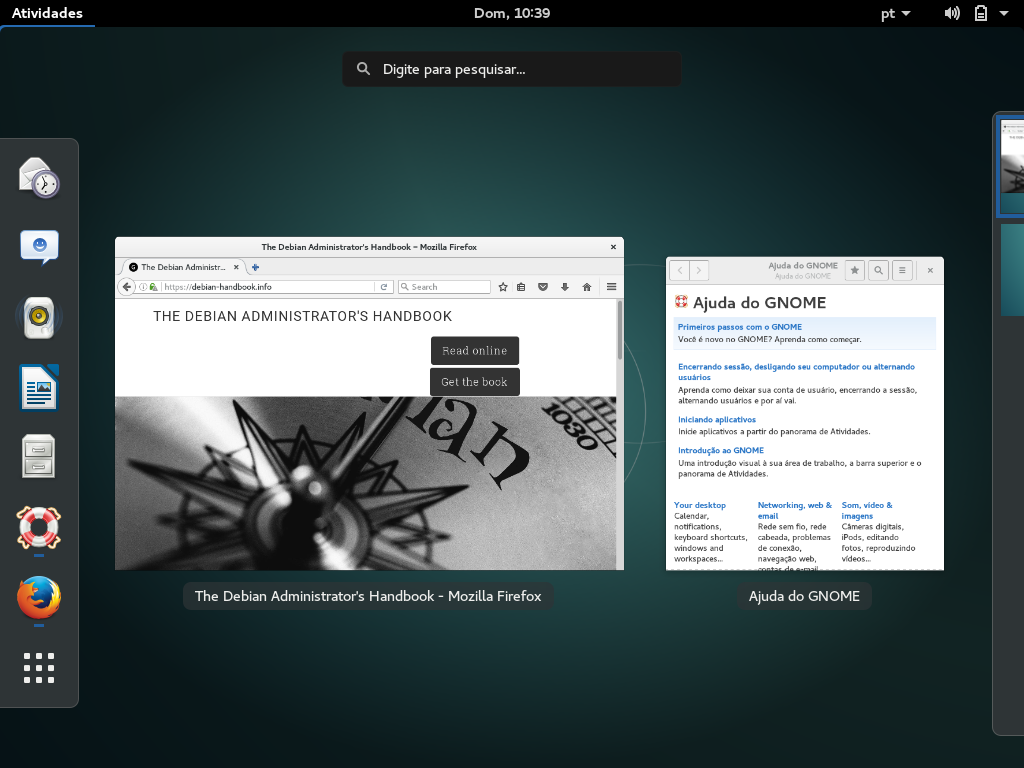 Atividades
Dom, 10:39
pt
Digite para pesquisar...
The Debian Administrator's Handbook - Mozilla Firefox
The Debian Administr...
https://debian-handbook.info
Search
THE DEBIAN ADMINISTRATOR'S HANDBOOK
Read online
Get the book
ian
1030
Ajuda do GNOME
Ajuda do GNOME
Ajuda do GNOME
Primeiros passos com o GNOME
Você é novo no GNOME? Aprenda como começar.
Encerrando sessão, desligando seu computador ou alternando
usuários
Aprenda como deixar sua conta de usuário, encerrando a sessão,
alternando usuários e por aí vai.
Iniciando aplicativos
Inicie aplicativos a partir do panorama de Atividades.
Introdução ao GNOME
Uma introdução visual à sua área de trabalho, a barra superior e o
panorama de Atividades.
Your desktop
Calendar,
notifications,
keyboard shortcuts,
windows and
workspaces...
Networking, web &
email
Rede sem fio, rede
cabeada, problemas
de conexão,
navegação web,
contas de e-mail
Som, vídeo &
imagens
Câmeras digitais,
iPods, editando
fotos, reproduzindo
vídeos...
The Debian Administrator's Handbook - Mozilla Firefox
Ajuda do GNOME